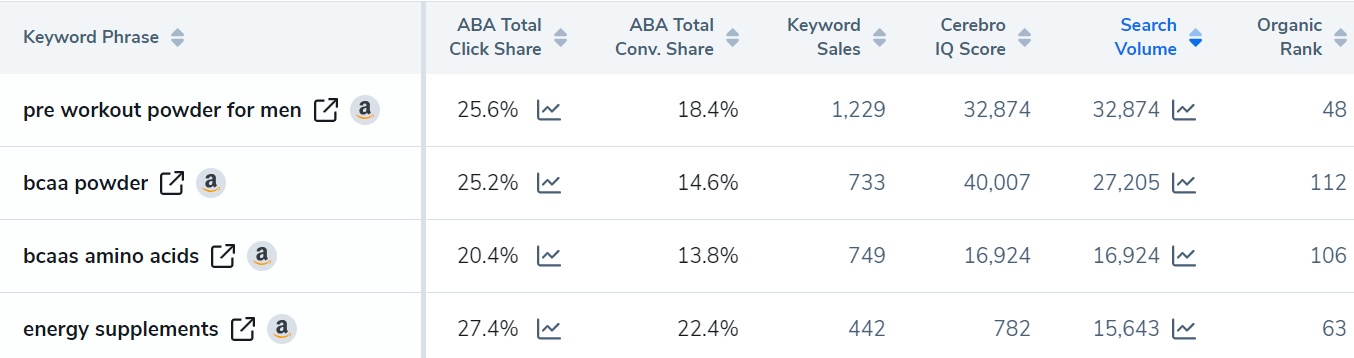 Keyword Phrase ABA Total Click Share ABA Total Conv. Share Keyword Sales Cerebro IQ Score Search Volume Organic Rank
pre workout powder for men a 25.6% 18.4% 1,229 32,874 32,874 48
bcaa powder a 25.2% 14.6% 733 40,007 27,205 112
bcaas amino acids a 20.4% 13.8% 749 16,924 16,924 106
energy supplements a 27.4% 22.4% 442 782 15,643 63